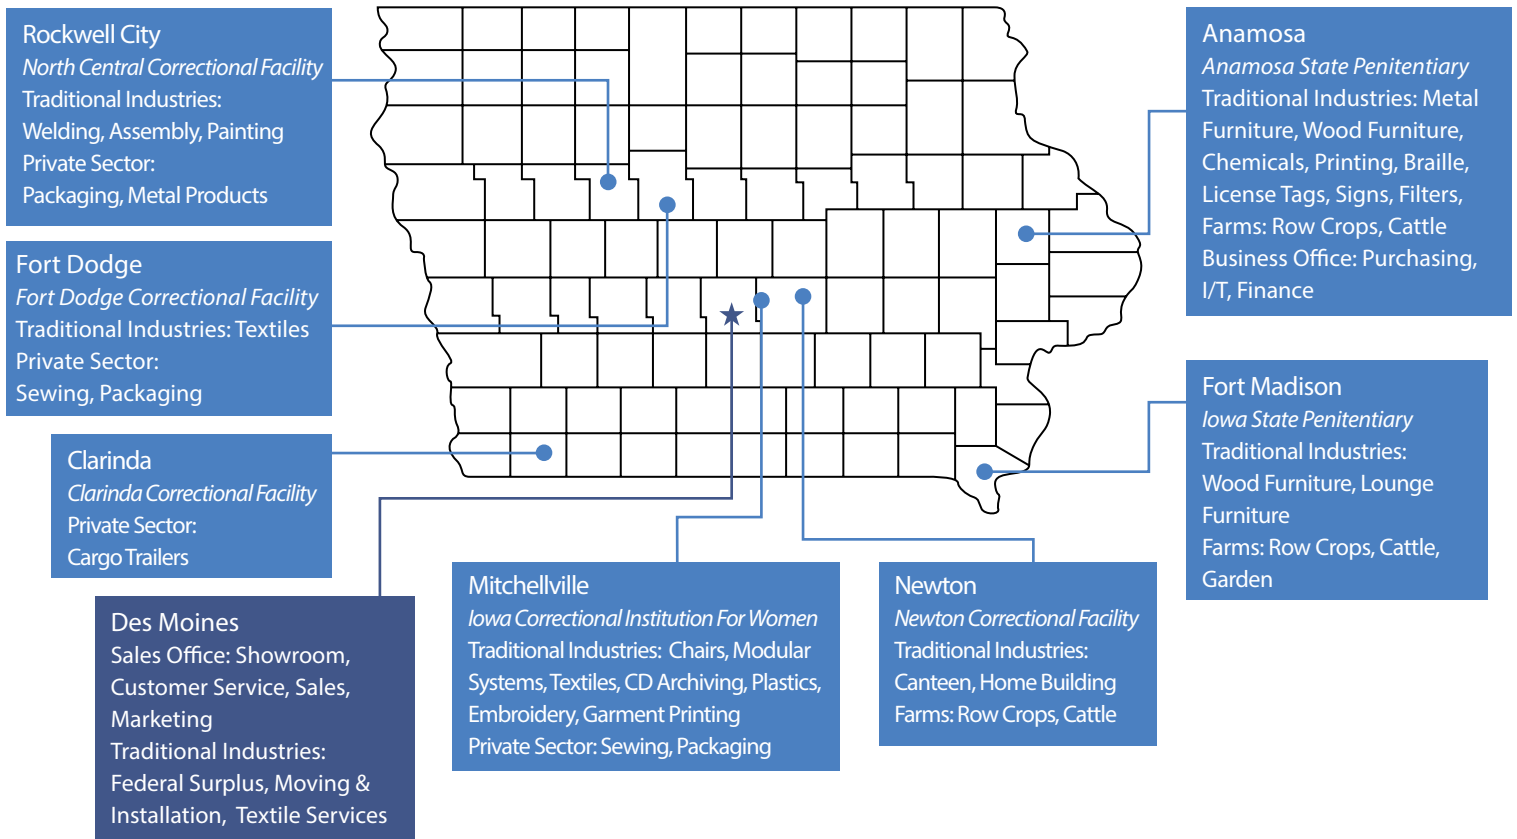 Rockwell City
North Central Correctional Facility
Traditional Industries:
Welding, Assembly, Painting
Private Sector:
Packaging, Metal Products
Fort Dodge
Fort Dodge Correctional Facility
Traditional Industries: Textiles
Private Sector:
Sewing, Packaging
Clarinda
Clarinda Correctional Facility
Private Sector:
Cargo Trailers
Des Moines
Sales Office: Showroom,
Customer Service, Sales,
Marketing
Traditional Industries:
Federal Surplus, Moving &
Installation, Textile Services
Mitchellville
Iowa Correctional Institution For Women
Traditional Industries: Chairs, Modular
Systems, Textiles, CD Archiving, Plastics,
Embroidery, Garment Printing
Private Sector: Sewing, Packaging
Newton
Newton Correctional Facility
Traditional Industries:
Canteen, Home Building
Farms: Row Crops, Cattle
Anamosa
Anamosa State Penitentiary
Traditional Industries: Metal
Furniture, Wood Furniture,
Chemicals, Printing, Braille,
License Tags, Signs, Filters,
Farms: Row Crops, Cattle
Business Office: Purchasing,
I/T, Finance
Fort Madison
Iowa State Penitentiary
Traditional Industries:
Wood Furniture, Lounge
Furniture
Farms: Row Crops, Cattle,
Garden